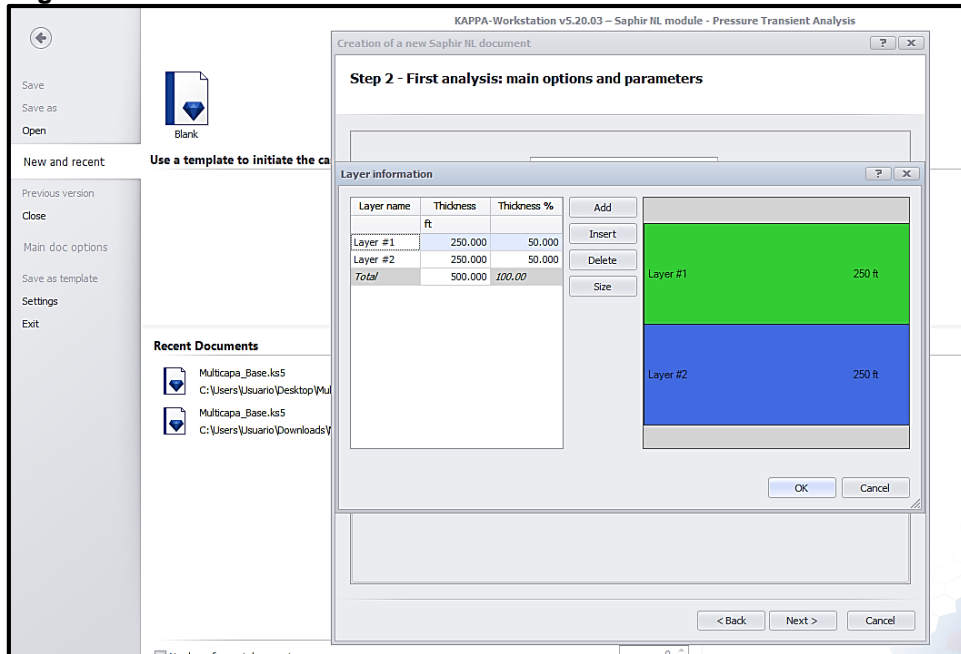 KAPPA-Workstation v5.20.03 – Saphir NL module - Pressure Transient Analysis
Save
Save as
Open
New and recent
Previous version
Close
Main doc options
Save as template
Settings
Exit
Blank
Use a template to initiate the ca
Recent Documents
Multicapa_Base.ks5
C:\Users\Usuario\Desktop\Mul
Multicapa_Base.ks5
C:\Users\Usuario\Downloads\
Creation of a new Saphir NL document
? x
Step 2 - First analysis: main options and parameters
Layer information
? x
Layer name Thickness Thickness %
ft
Layer #1 250.000 50.000
Layer #2 250.000 50.000
Total 500.000 100.00
Add
Insert
Delete
Size
Layer #1 250 ft
Layer #2 250 ft
OK Cancel
< Back Next > Cancel